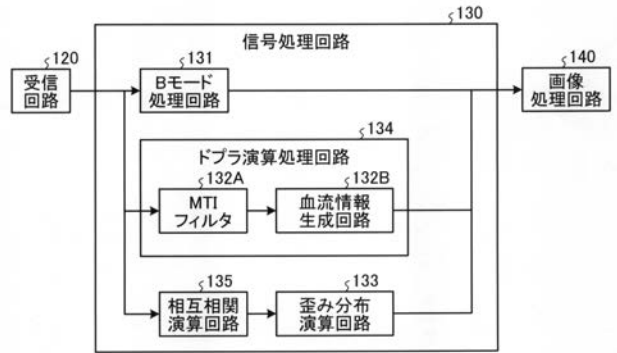 130
信号処理回路
120
受信
回路
131
Bモード
処理回路
140
画像
処理回路
134
ドプラ演算処理回路
132A
MTI
フィルタ
132B
血流情報
生成回路
135
相互相関
演算回路
133
歪み分布
演算回路